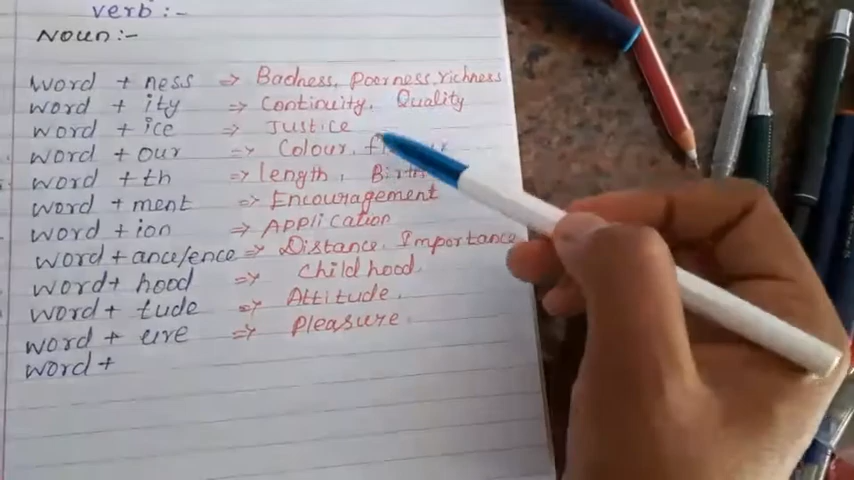 verb :-
Noun :-
word + ness => Badness, Poorness, richness
word + ity => Continuity, Quality
word + ice => Justice
word + our => Colour,
word + th => length, Birth
word + ment => Encouragement
word + ion => Application
word + ance/ence => Distance, Importance
word + hood => childhood,
word + tude => Attitude,
word + ure => Pleasure,
word +